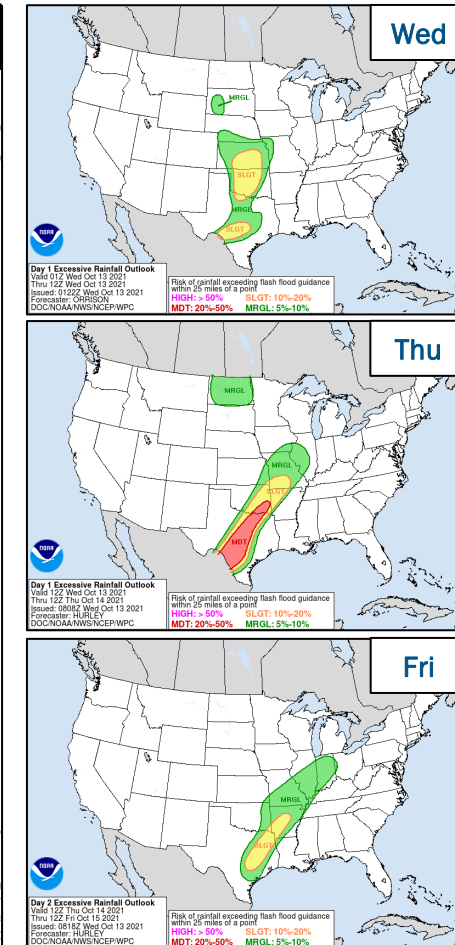 Wed
MRGL
SLGT
MRGL
SLGT
NOAA
Day 1 Excessive Rainfall Outlook
Valid 01Z Wed Oct 13 2021
Thru 12Z Wed Oct 13 2021
Issued: 0122Z Wed Oct 13 2021
Forecaster: ORRISON
DOC/NOAA/NWS/NCEP/WPC
Risk of rainfall exceeding flash flood guidance
within 25 miles of a point
HIGH: > 50% SLGT: 10%-20%
MDT: 20%-50% MRGL: 5%-10%
Thu
MRGL
MRGL
SLGT
MDT
NOAA
Day 1 Excessive Rainfall Outlook
Valid 12Z Wed Oct 13 2021
Thru 12Z Thu Oct 14 2021
Issued: 0808Z Wed Oct 13 2021
Forecaster: HURLEY
DOC/NOAA/NWS/NCEP/WPC
Risk of rainfall exceeding flash flood guidance
within 25 miles of a point
HIGH: > 50% SLGT: 10%-20%
MDT: 20%-50% MRGL: 5%-10%
Fri
MRGL
SLGT
NOAA
Day 2 Excessive Rainfall Outlook
Valid 12Z Thu Oct 14 2021
Thru 12Z Fri Oct 15 2021
Issued: 0818Z Wed Oct 13 2021
Forecaster: HURLEY
DOC/NOAA/NWS/NCEP/WPC
Risk of rainfall exceeding flash flood guidance
within 25 miles of a point
HIGH: > 50% SLGT: 10%-20%
MDT: 20%-50% MRGL: 5%-10%